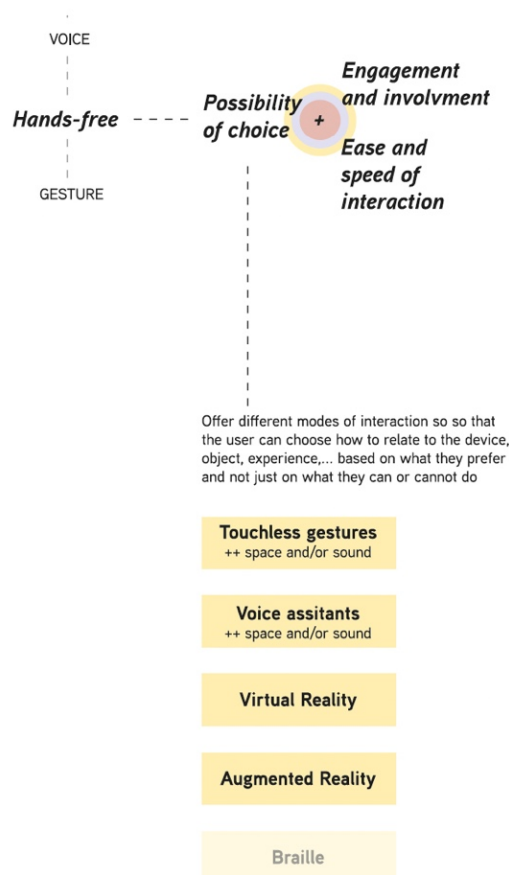 VOICE
Hands-free
GESTURE
Possibility
of choice
+
Engagement
and involvment
Ease and
speed of
interaction
Offer different modes of interaction so so that
the user can choose how to relate to the device,
object, experience,... based on what they prefer
and not just on what they can or cannot do
Touchless gestures
++ space and/or sound
Voice assitants
++ space and/or sound
Virtual Reality
Augmented Reality
Braille